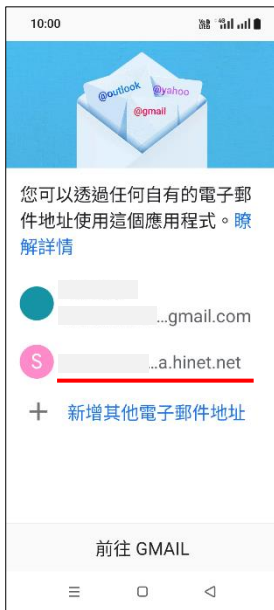 10:00
@outlook @yahoo
@gmail
您可以透過任何自有的電子郵
件地址使用這個應用程式。瞭
解詳情
...gmail.com
S
...a.hinet.net
+ 新增其他電子郵件地址
前往 GMAIL